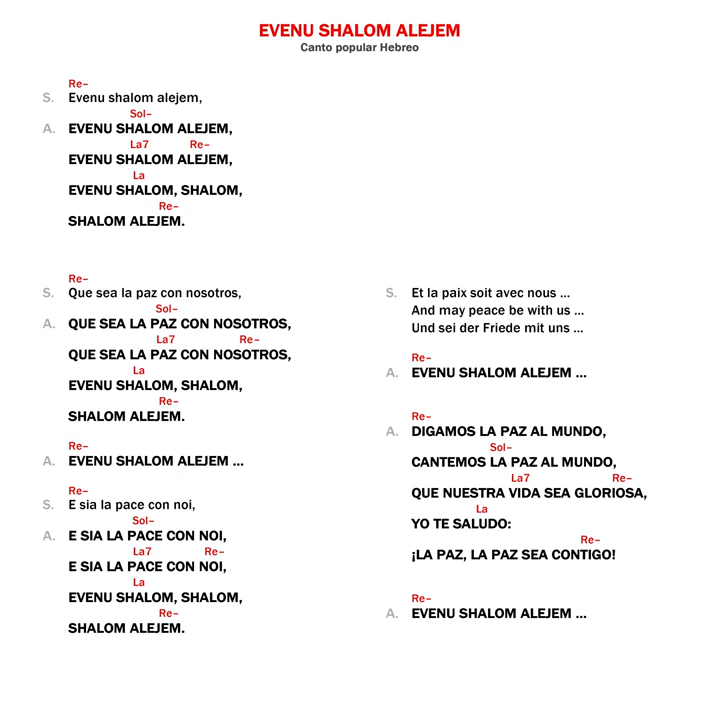 EVENU SHALOM ALEJEM
Canto popular Hebreo
Re–
S. Evenu shalom alejem,
Sol–
A. EVENU SHALOM ALEJEM,
La7 Re–
EVENU SHALOM ALEJEM,
La
EVENU SHALOM, SHALOM,
Re–
SHALOM ALEJEM.
Re–
S. Que sea la paz con nosotros,
Sol–
A. QUE SEA LA PAZ CON NOSOTROS,
La7 Re–
QUE SEA LA PAZ CON NOSOTROS,
La
EVENU SHALOM, SHALOM,
Re–
SHALOM ALEJEM.
Re–
A. EVENU SHALOM ALEJEM ...
Re–
S. E sia la pace con noi,
Sol–
A. E SIA LA PACE CON NOI,
La7 Re–
E SIA LA PACE CON NOI,
La
EVENU SHALOM, SHALOM,
Re–
SHALOM ALEJEM.
S. Et la paix soit avec nous ...
And may peace be with us ...
Und sei der Friede mit uns ...
Re–
A. EVENU SHALOM ALEJEM ...
Re–
A. DIGAMOS LA PAZ AL MUNDO,
Sol–
CANTEMOS LA PAZ AL MUNDO,
La7 Re–
QUE NUESTRA VIDA SEA GLORIOSA,
La
YO TE SALUDO:
Re–
¡LA PAZ, LA PAZ SEA CONTIGO!
Re–
A. EVENU SHALOM ALEJEM ...